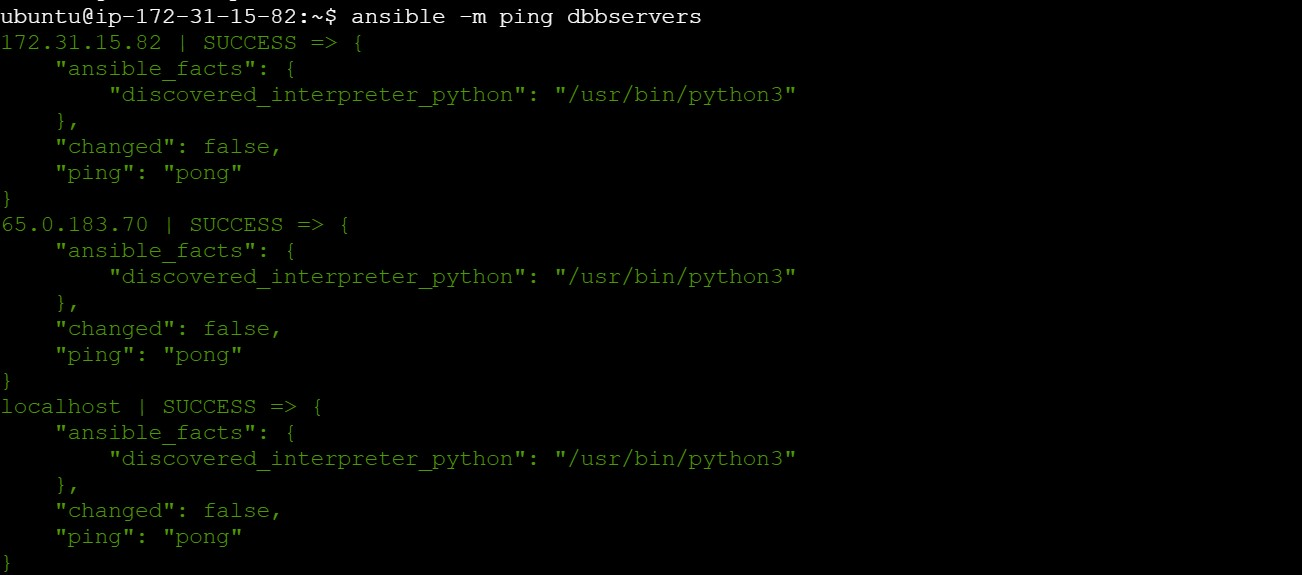 ubuntu@ip-172-31-15-82:~$ ansible -m ping dbbservers
172.31.15.82 | SUCCESS => {
    "ansible_facts": {
        "discovered_interpreter_python": "/usr/bin/python3"
    },
    "changed": false,
    "ping": "pong"
}
65.0.183.70 | SUCCESS => {
    "ansible_facts": {
        "discovered_interpreter_python": "/usr/bin/python3"
    },
    "changed": false,
    "ping": "pong"
}
localhost | SUCCESS => {
    "ansible_facts": {
        "discovered_interpreter_python": "/usr/bin/python3"
    },
    "changed": false,
    "ping": "pong"
}